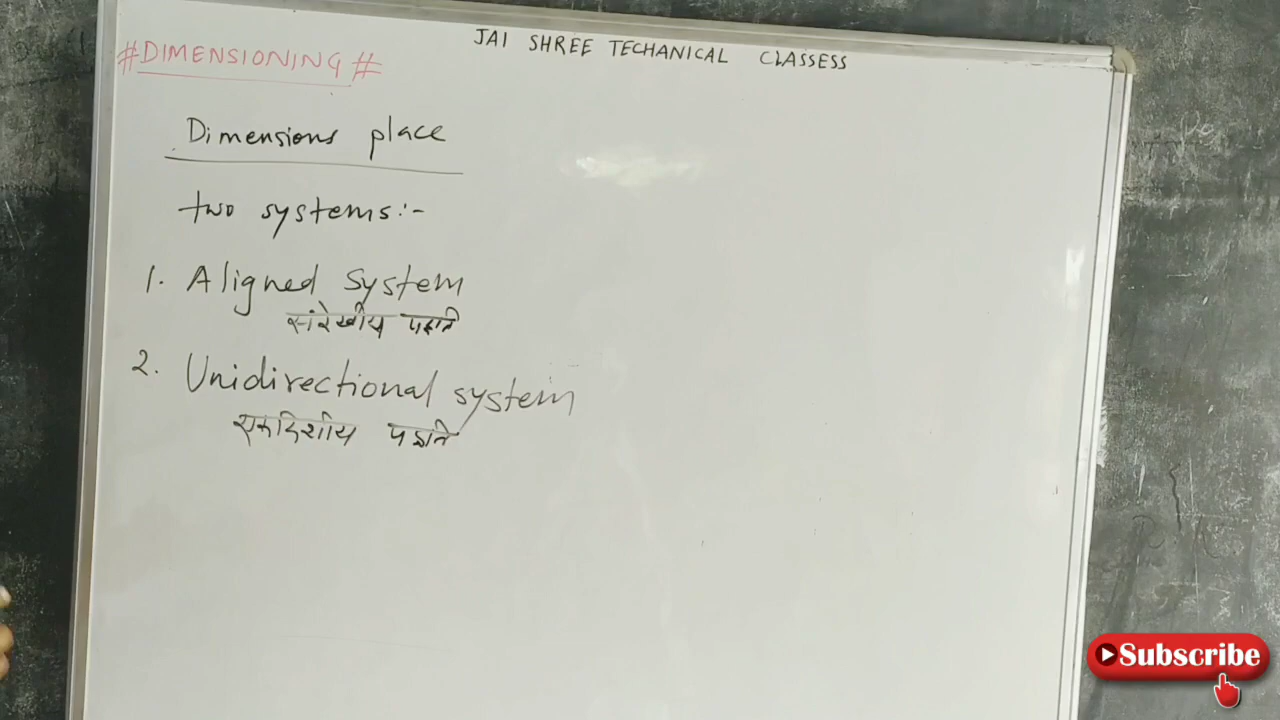 JAI SHREE TECHANICAL CLASSESS
#DIMENSIONING#
Dimensions place
two systems:-
1. Aligned System
सांरेखीय पद्धति
2. Unidirectional system
एकदिशीय पद्धति
Subscribe